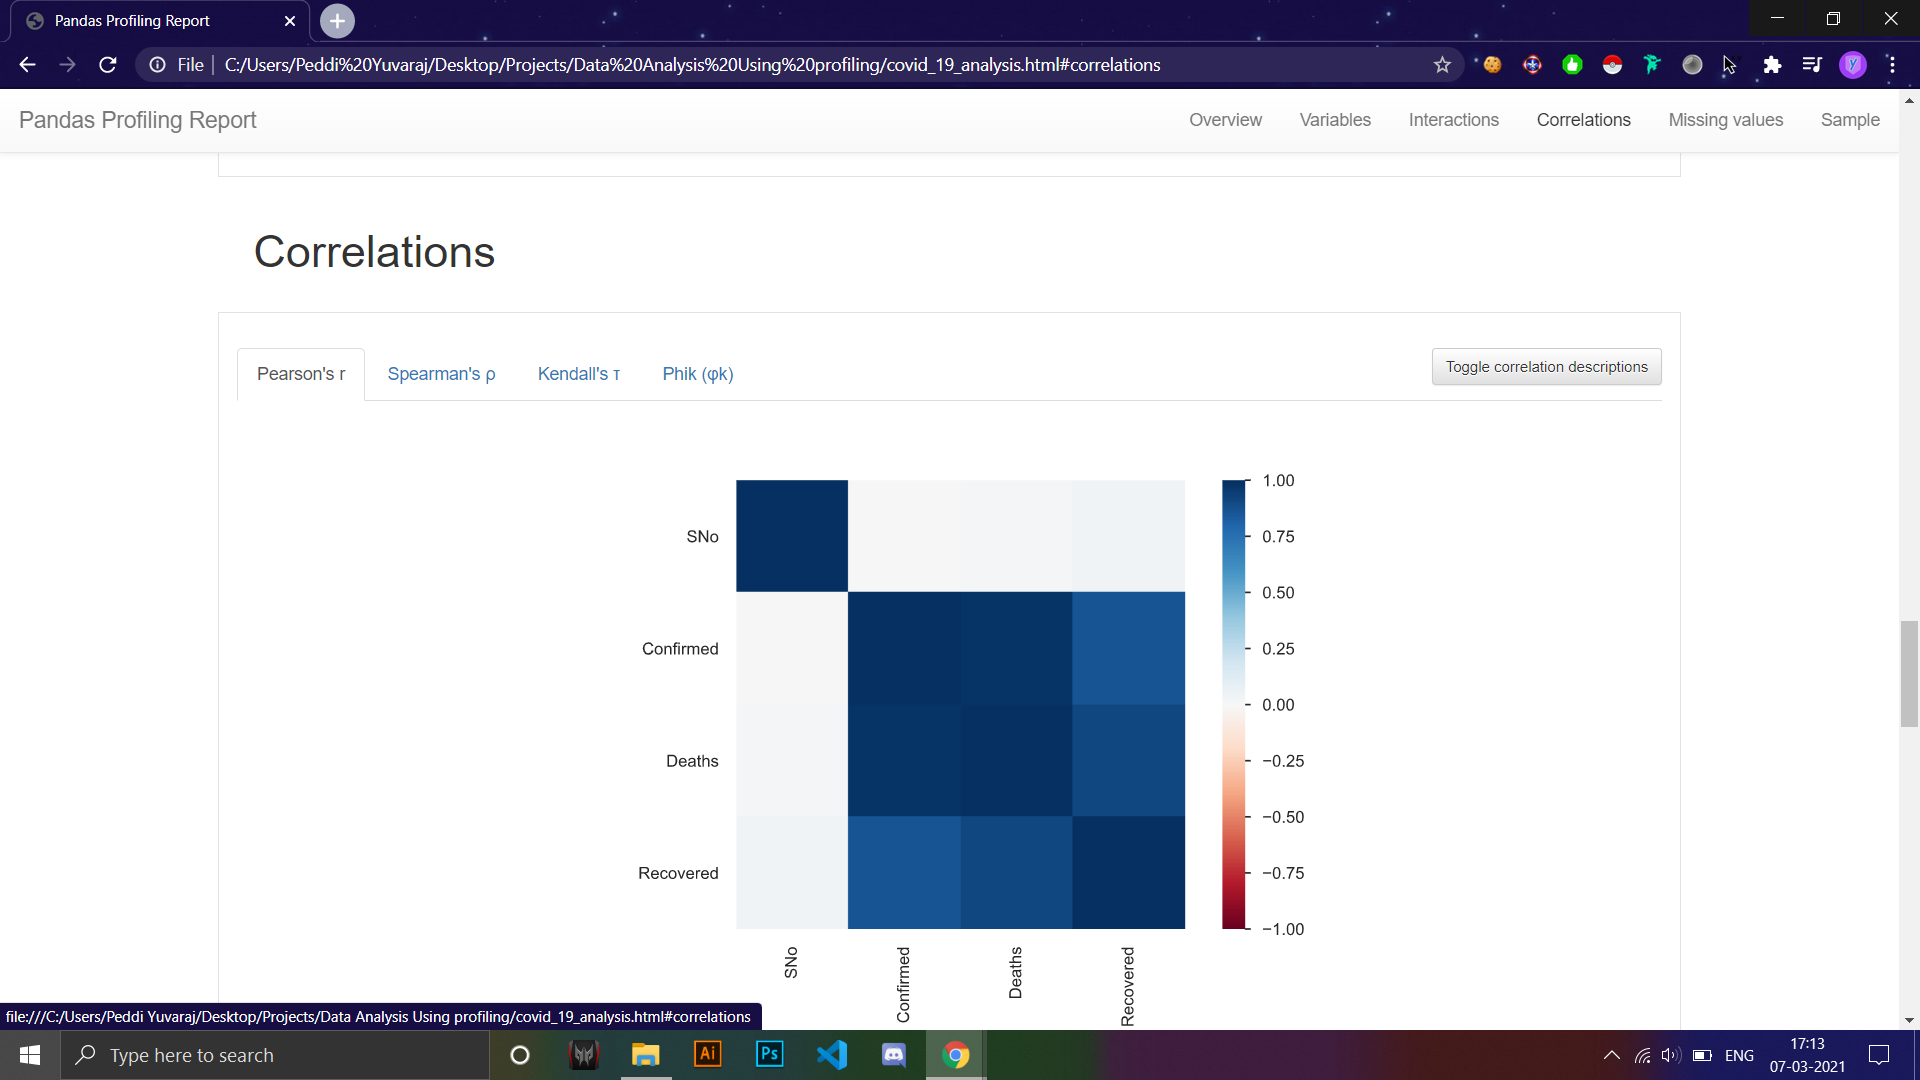 Pandas Profiling Report
File C:/Users/Peddi%20Yuvaraj/Desktop/Projects/Data%20Analysis%20Using%20profiling/covid_19_analysis.html#correlations
Pandas Profiling Report Overview Variables Interactions Correlations Missing values Sample
Correlations
Pearson's r Spearman's ρ Kendall's τ Phik (φk) Toggle correlation descriptions
1.00
SNo 0.75
0.50
Confirmed 0.25
0.00
Deaths −0.25
−0.50
Recovered −0.75
−1.00
SNo
Confirmed
Deaths
Recovered
file:///C:/Users/Peddi Yuvaraj/Desktop/Projects/Data Analysis Using profiling/covid_19_analysis.html#correlations
Type here to search
Ai
Ps
ENG
17:13
07-03-2021